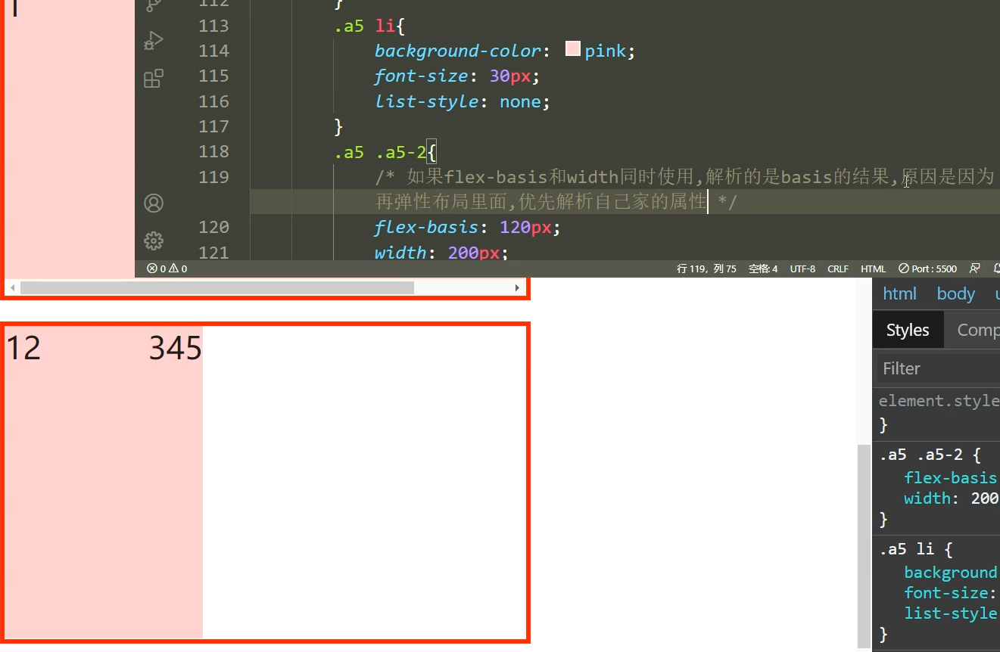 1
112 }
113 .a5 li{
114 background-color: pink;
115 font-size: 30px;
116 list-style: none;
117 }
118 .a5 .a5-2{
119 /* 如果flex-basis和width同时使用,解析的是basis的结果,原因是因为
再弹性布局里面,优先解析自己家的属性 */
120 flex-basis: 120px;
121 width: 200px;
0 0 行 119，列 75 空格: 4 UTF-8 CRLF HTML Port : 5500
html body
12 345
Styles Comp
Filter
element.style
}
.a5 .a5-2 {
flex-basis
width: 200
}
.a5 li {
background
font-size:
list-style
}